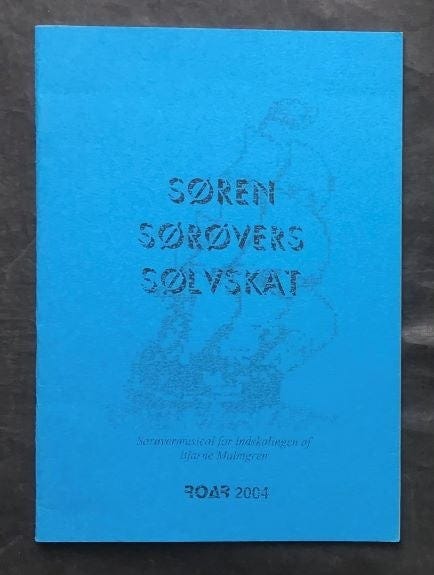 SØREN
SØRØVERS
SØLVSKAT
Sørøvermusical for indskolingen af
Bjarne Malmgren
ROAR 2004